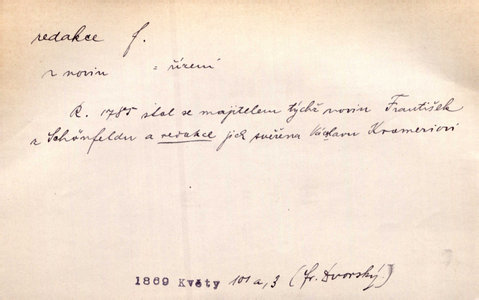 redakce f.
z novin = řízení
R. 1785 stal se majitelem týchž novin František
z Schönfeldu a redakce jich svěřena Václavu Krameriovi
1869 Květy 101a,3 (Fr. Dvorský)